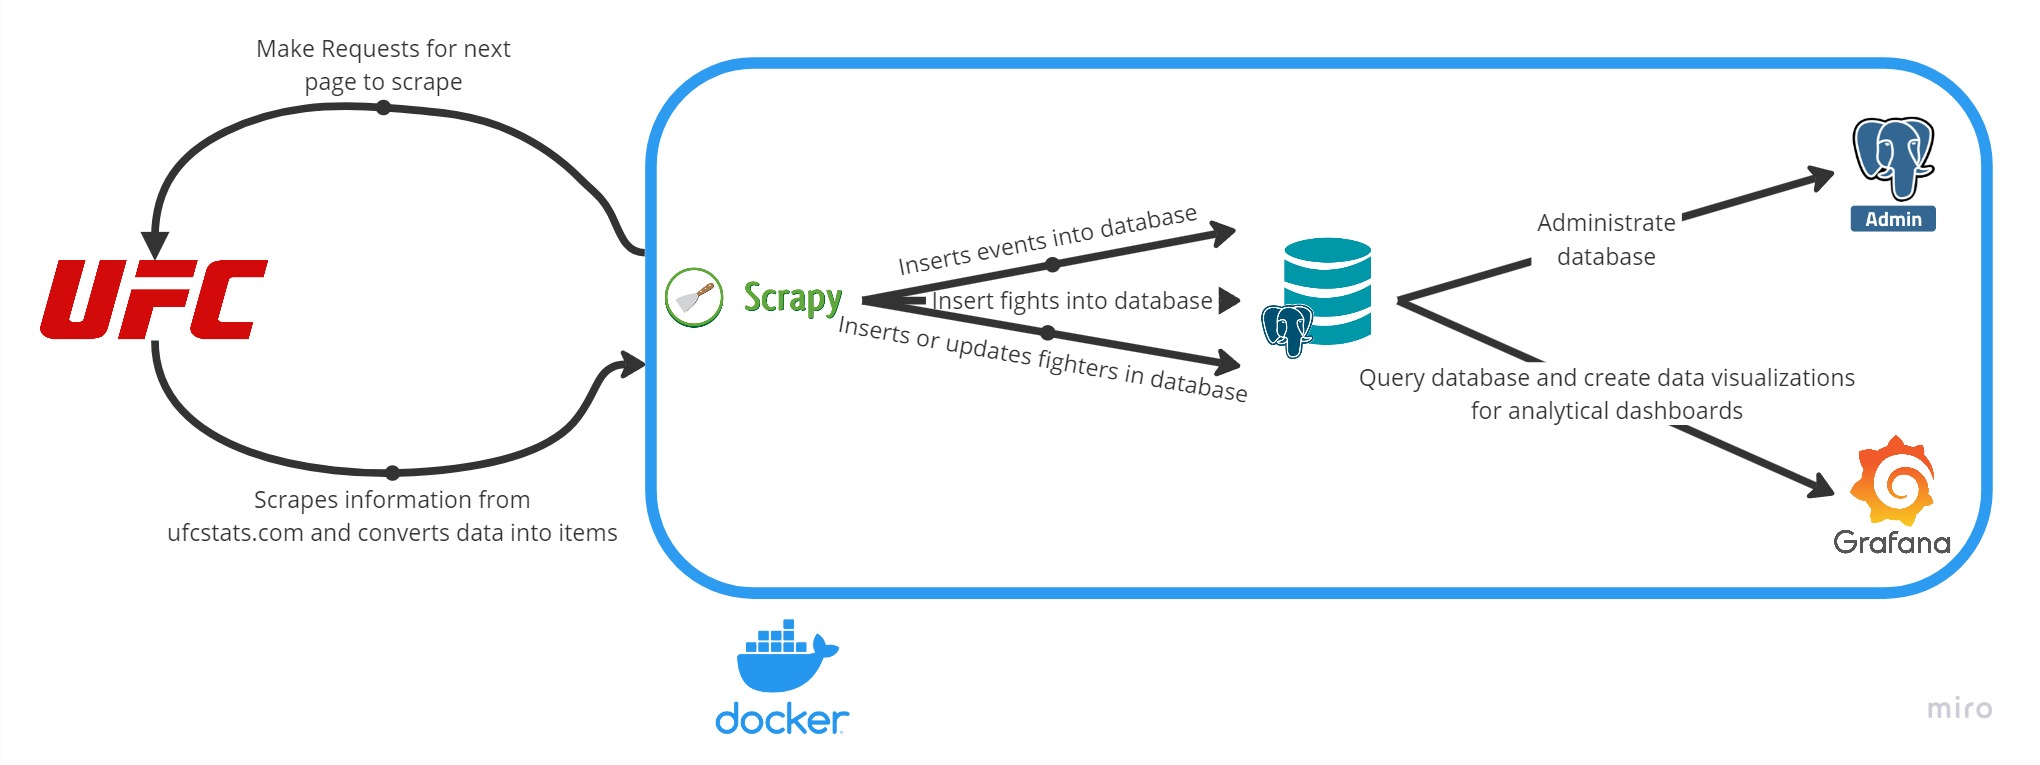 Make Requests for next
page to scrape
UFC
Scrapes information from
ufcstats.com and converts data into items
Scrapy
Inserts events into database
Insert fights into database
Inserts or updates fighters in database
Administrate
database
Admin
Query database and create data visualizations
for analytical dashboards
Grafana
docker
miro